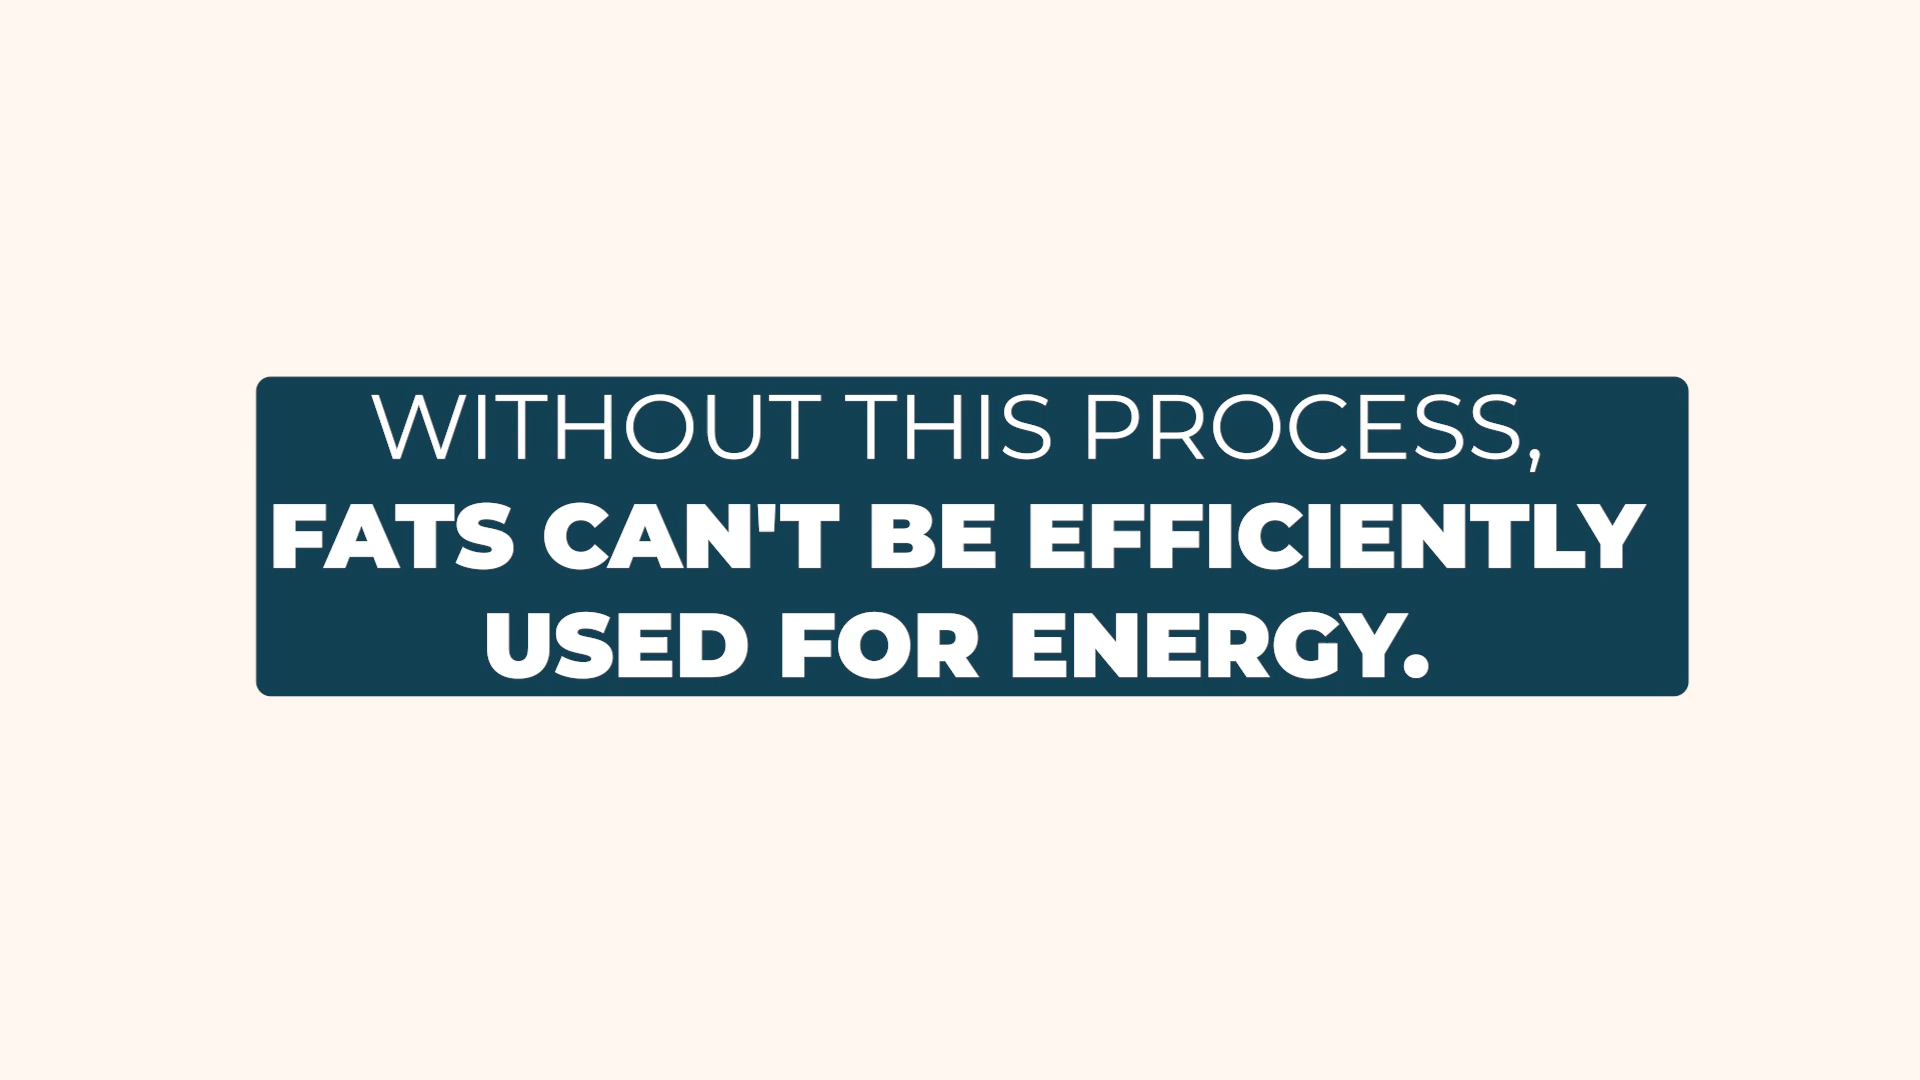 WITHOUT THIS PROCESS,
FATS CAN'T BE EFFICIENTLY
USED FOR ENERGY.